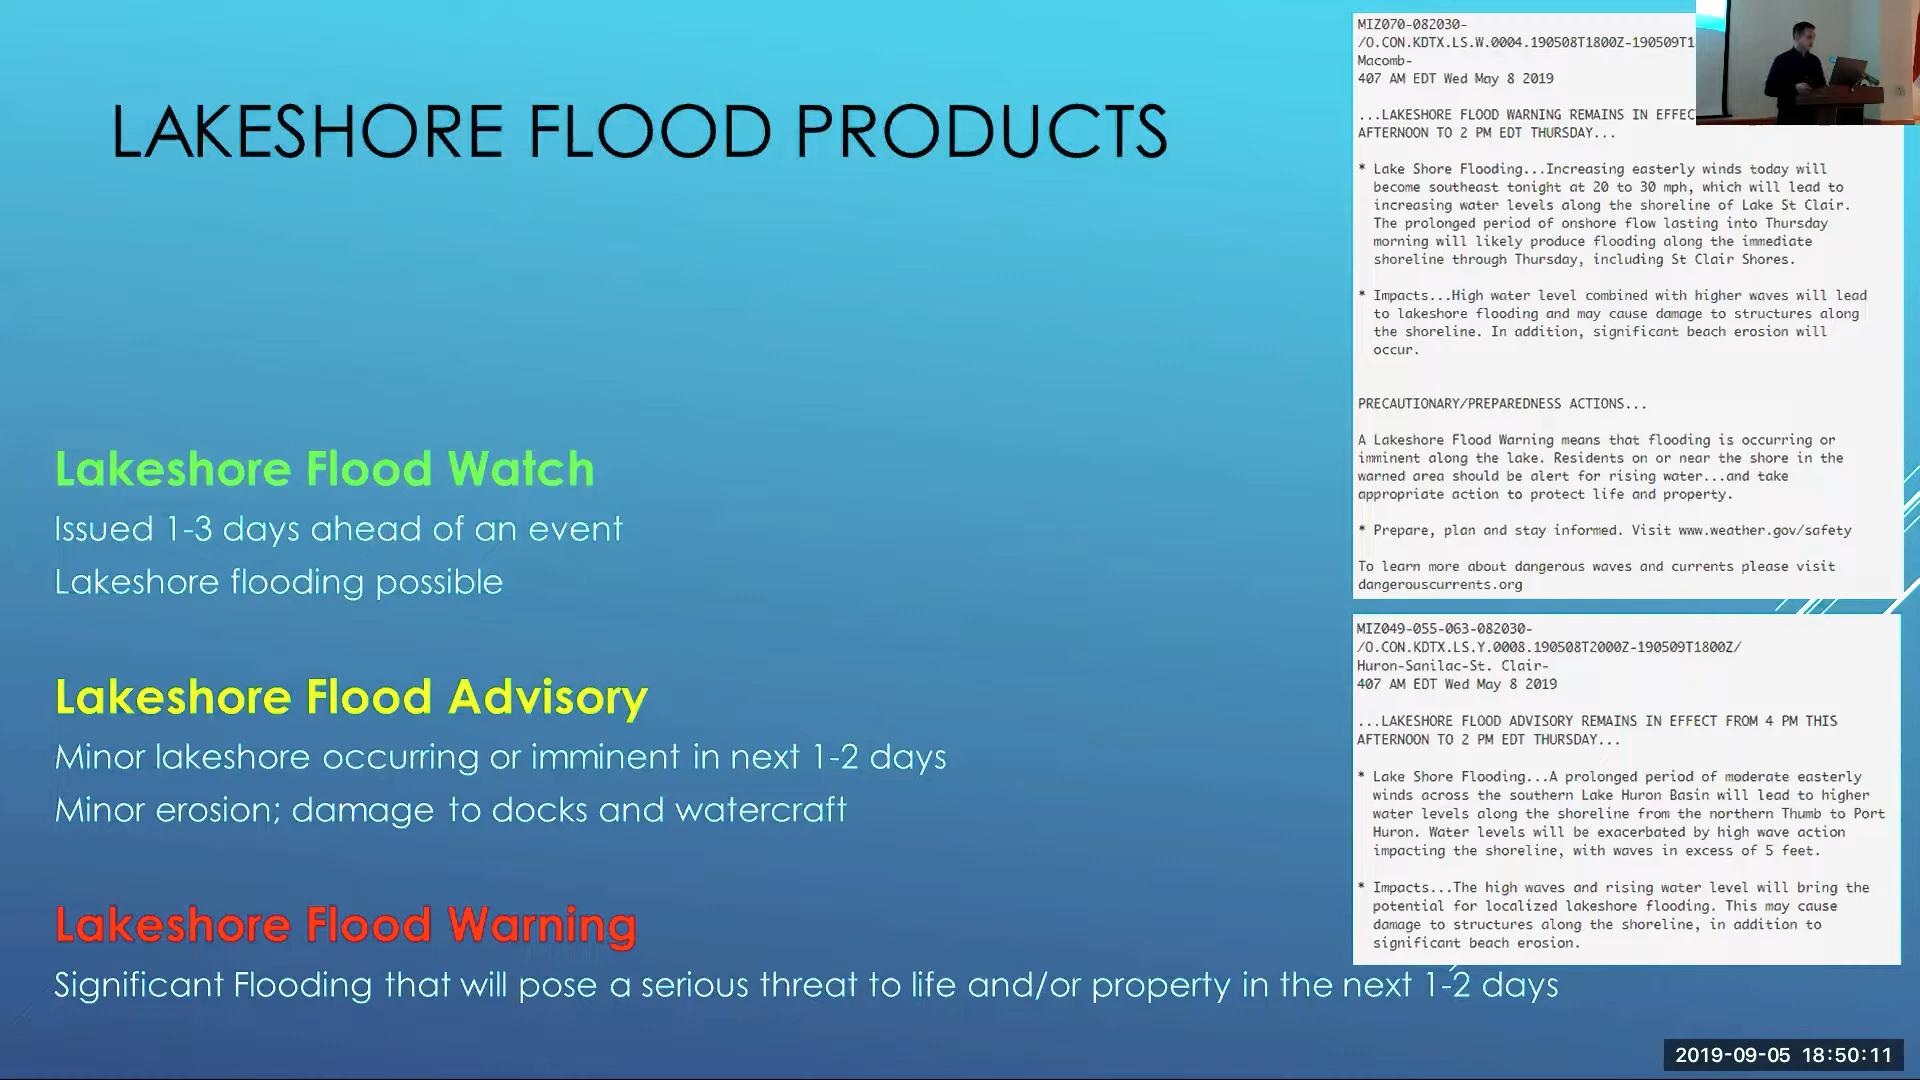 LAKESHORE FLOOD PRODUCTS
Lakeshore Flood Watch
Issued 1-3 days ahead of an event
Lakeshore flooding possible
Lakeshore Flood Advisory
Minor lakeshore occurring or imminent in next 1-2 days
Minor erosion; damage to docks and watercraft
Lakeshore Flood Warning
Significant Flooding that will pose a serious threat to life and/or property in the next 1-2 days
MIZ070-082030-
/O.CON.KDTX.LS.W.0004.190508T1800Z-190509T1
Macomb-
407 AM EDT Wed May 8 2019
...LAKESHORE FLOOD WARNING REMAINS IN EFFEC
AFTERNOON TO 2 PM EDT THURSDAY...
* Lake Shore Flooding...Increasing easterly winds today will
become southeast tonight at 20 to 30 mph, which will lead to
increasing water levels along the shoreline of Lake St Clair.
The prolonged period of onshore flow lasting into Thursday
morning will likely produce flooding along the immediate
shoreline through Thursday, including St Clair Shores.
* Impacts...High water level combined with higher waves will lead
to lakeshore flooding and may cause damage to structures along
the shoreline. In addition, significant beach erosion will
occur.
PRECAUTIONARY/PREPAREDNESS ACTIONS...
A Lakeshore Flood Warning means that flooding is occurring or
imminent along the lake. Residents on or near the shore in the
warned area should be alert for rising water...and take
appropriate action to protect life and property.
* Prepare, plan and stay informed. Visit www.weather.gov/safety
To learn more about dangerous waves and currents please visit
dangerouscurrents.org
MIZ049-055-063-082030-
/O.CON.KDTX.LS.Y.0008.190508T2000Z-190509T1800Z/
Huron-Sanilac-St. Clair-
407 AM EDT Wed May 8 2019
...LAKESHORE FLOOD ADVISORY REMAINS IN EFFECT FROM 4 PM THIS
AFTERNOON TO 2 PM EDT THURSDAY...
* Lake Shore Flooding...A prolonged period of moderate easterly
winds across the southern Lake Huron Basin will lead to higher
water levels along the shoreline from the northern Thumb to Port
Huron. Water levels will be exacerbated by high wave action
impacting the shoreline, with waves in excess of 5 feet.
* Impacts...The high waves and rising water level will bring the
potential for localized lakeshore flooding. This may cause
damage to structures along the shoreline, in addition to
significant beach erosion.
2019-09-05 18:50:11